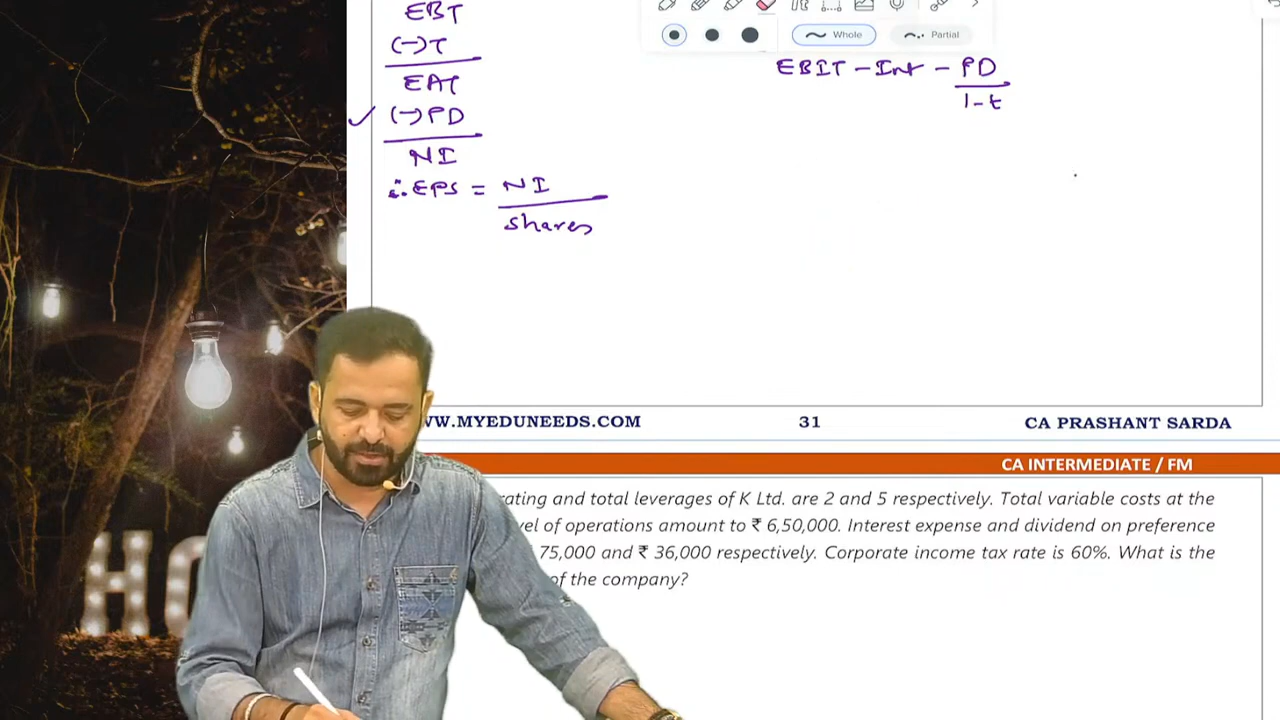 EBT
(-) T
EAT
(-) PD
NI
∴ EPS = NI
shares
Whole
Partial
EBIT - Int - PD
1-t
WW.MYEDUNEEDS.COM 31 CA PRASHANT SARDA
CA INTERMEDIATE / FM
rating and total leverages of K Ltd. are 2 and 5 respectively. Total variable costs at the
vel of operations amount to ₹ 6,50,000. Interest expense and dividend on preference
75,000 and ₹ 36,000 respectively. Corporate income tax rate is 60%. What is the
of the company?
HO